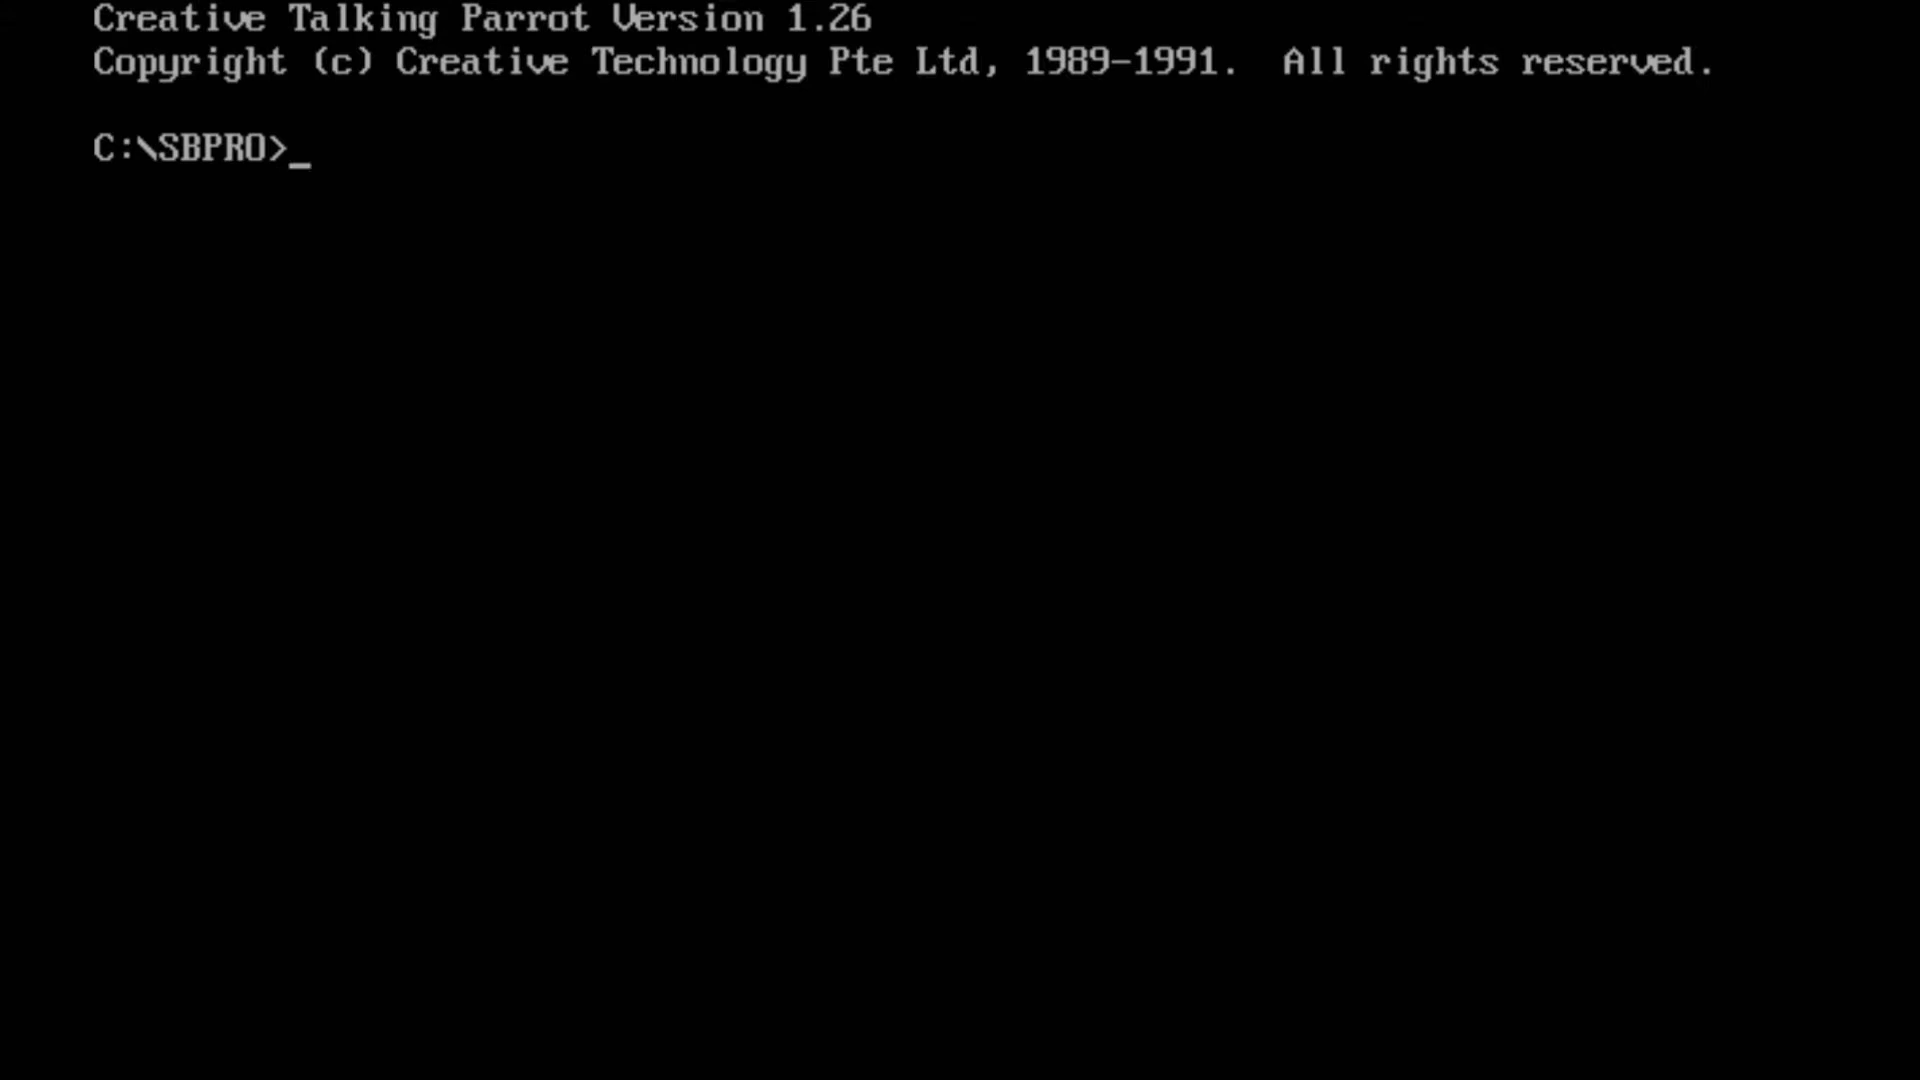 Creative Talking Parrot Version 1.26
Copyright (c) Creative Technology Pte Ltd, 1989-1991.  All rights reserved.
C:\SBPRO>_